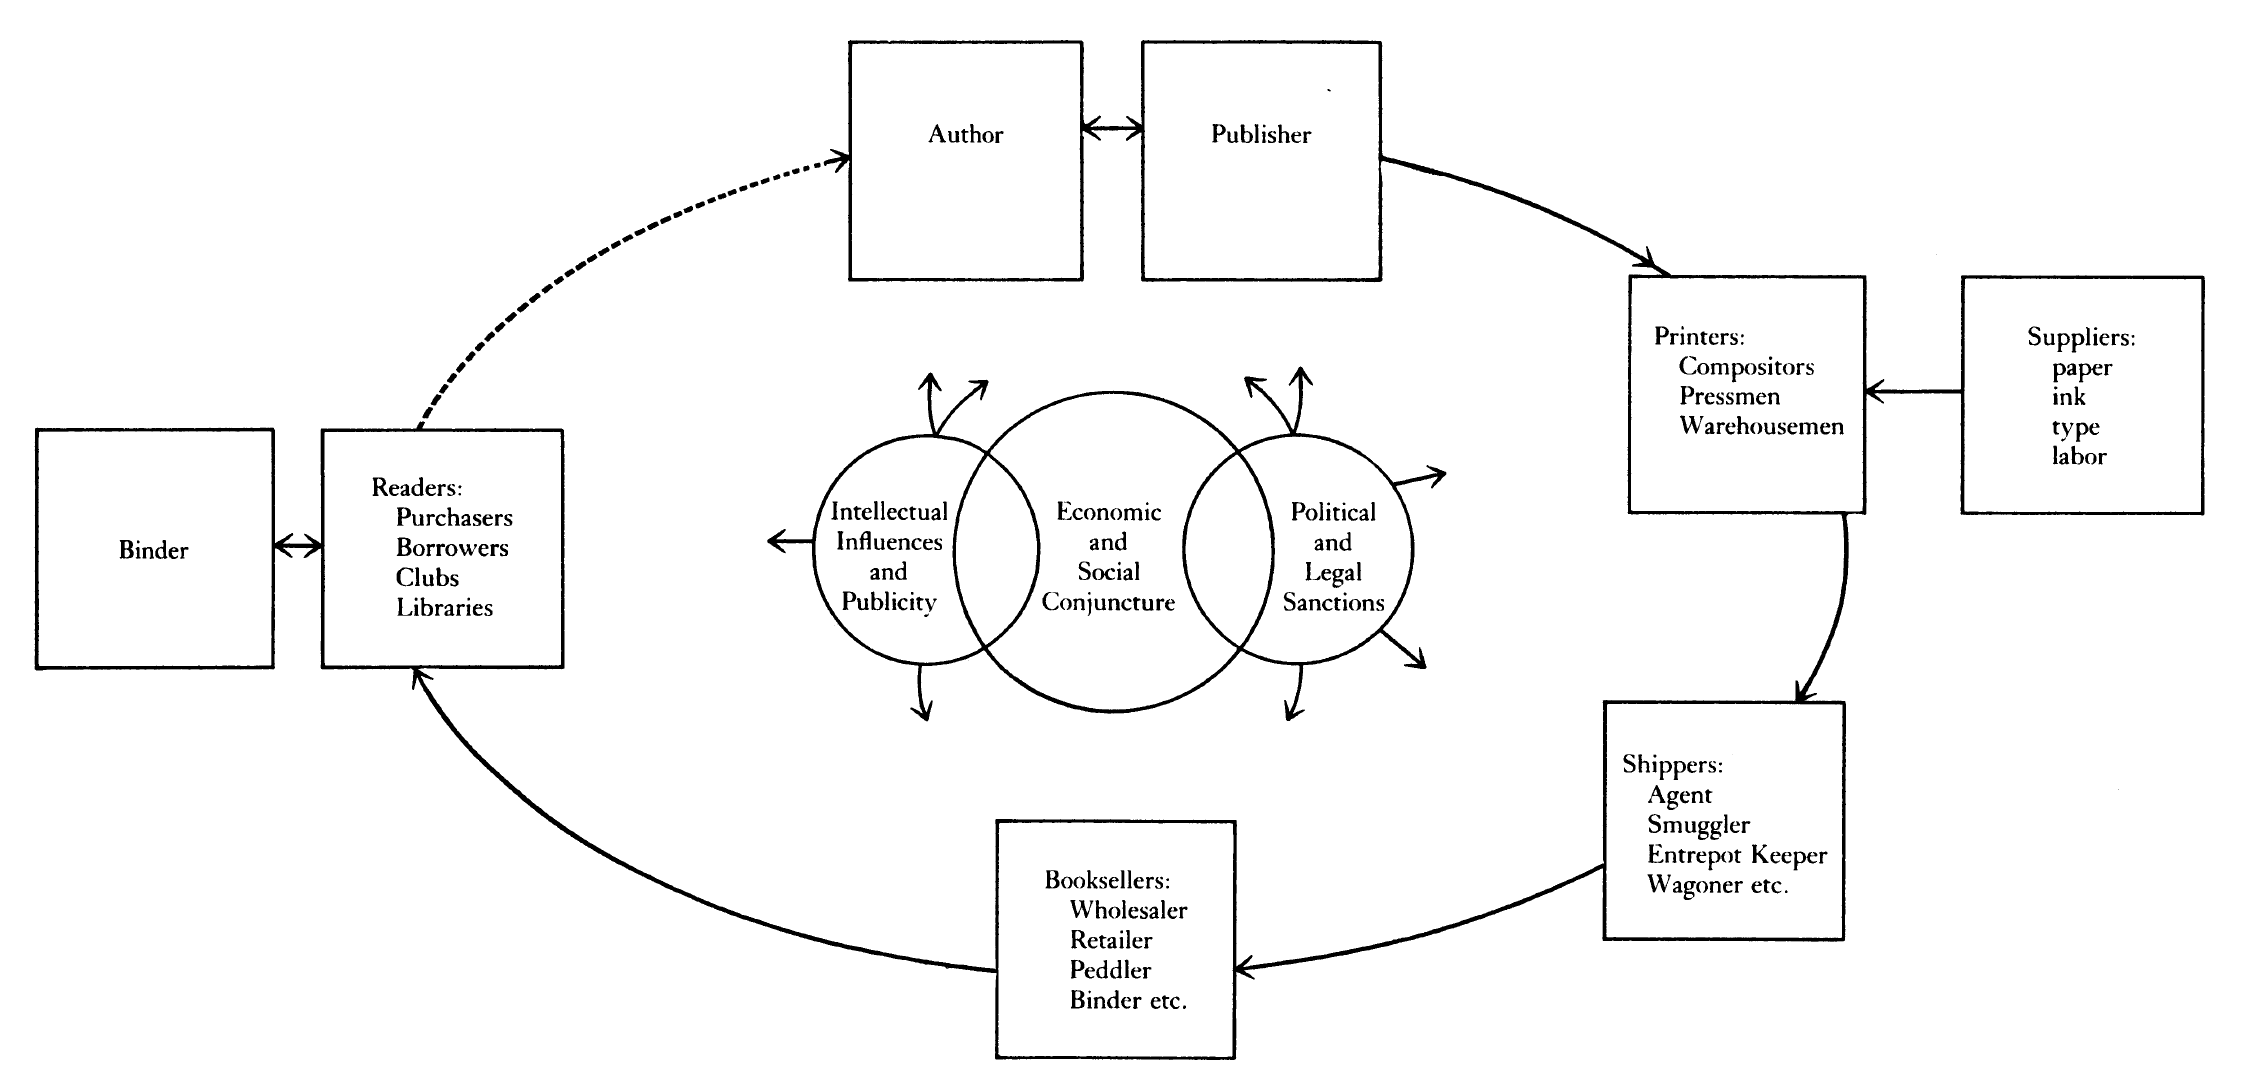 Author
Publisher
Printers:
Compositors
Pressmen
Warehousemen
Suppliers:
paper
ink
type
labor
Binder
Readers:
Purchasers
Borrowers
Clubs
Libraries
Intellectual
Influences
and
Publicity
Economic
and
Social
Conjuncture
Political
and
Legal
Sanctions
Shippers:
Agent
Smuggler
Entrepot Keeper
Wagoner etc.
Booksellers:
Wholesaler
Retailer
Peddler
Binder etc.